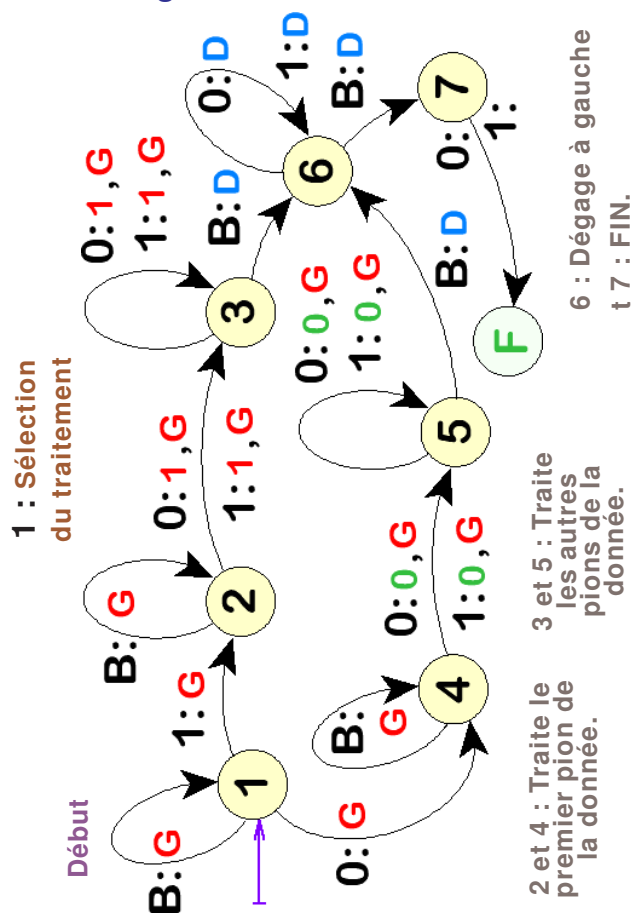 1 : Sélection
du traitement
Début
B: G
1
1: G
B: G
2
0:1,G
1:1,G
0:1,G
1:1,G
3
B: D
0: D
1: D
6
B: D
7
0:
1:
F
0: G
B:
G
4
0:0,G
1:0,G
0:0,G
1:0,G
5
B: D
2 et 4 : Traite le
premier pion de
la donnée.
3 et 5 : Traite
les autres
pions de la
donnée.
6 : Dégage à gauche
t 7 : FIN.